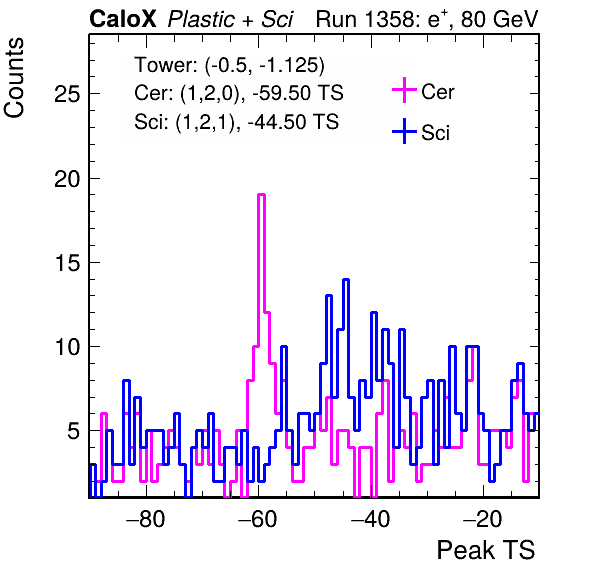 CaloX Plastic + Sci Run 1358: e+, 80 GeV
Counts
Tower: (-0.5, -1.125)
Cer: (1,2,0), -59.50 TS
Sci: (1,2,1), -44.50 TS
Cer
Sci
25
20
15
10
5
−80 −60 −40 −20
Peak TS